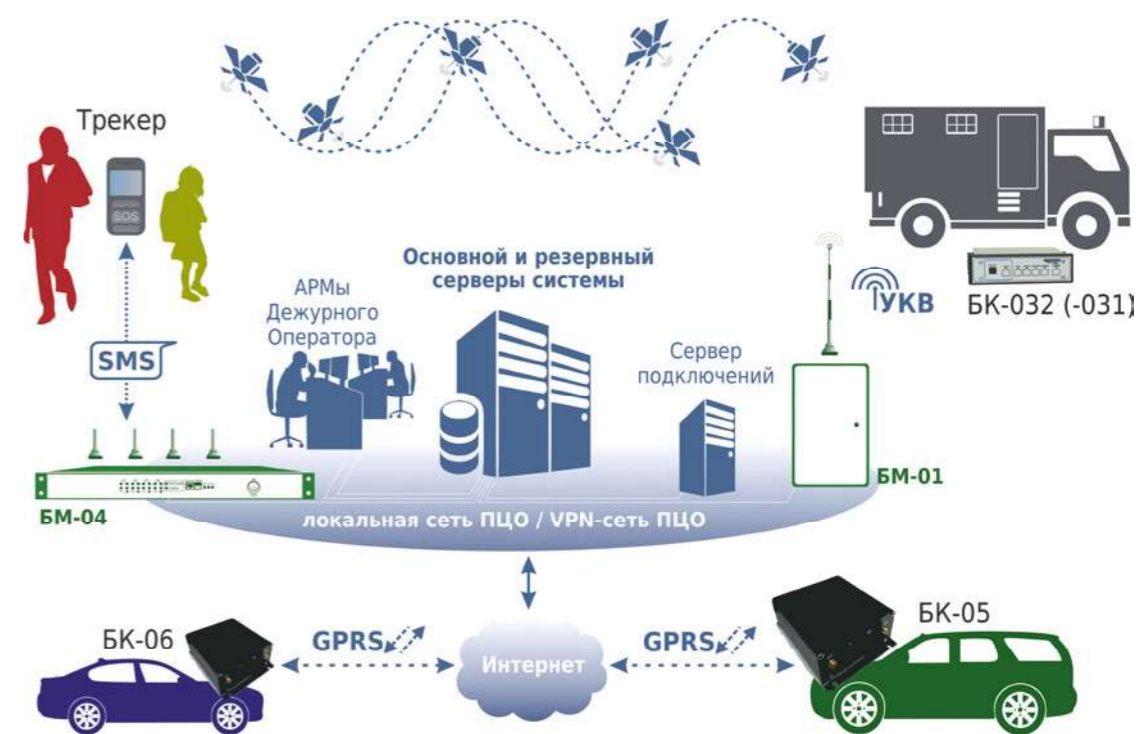 Трекер
SOS
SMS
АРМы
Дежурного
Оператора
Основной и резервный
серверы системы
Сервер
подключений
УКВ
БК-032 (-031)
БМ-01
БМ-04
локальная сеть ПЦО / VPN-сеть ПЦО
БК-06
GPRS
Интернет
GPRS
БК-05